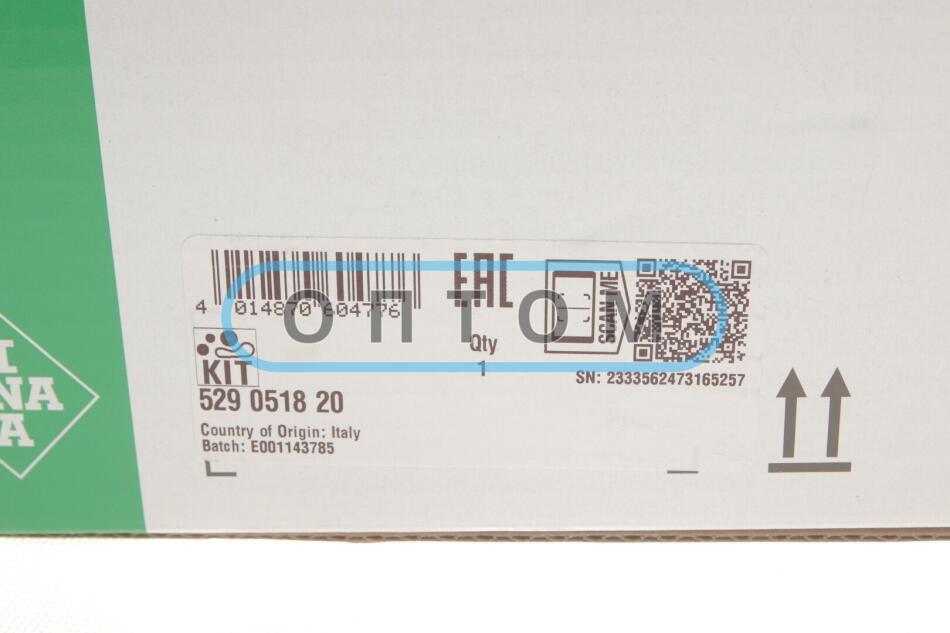 4 014870 604776
EAC
SCAN ME
ОПТОМ
Qty
1
KIT
SN: 2333562473165257
529 0518 20
Country of Origin: Italy
Batch: E001143785